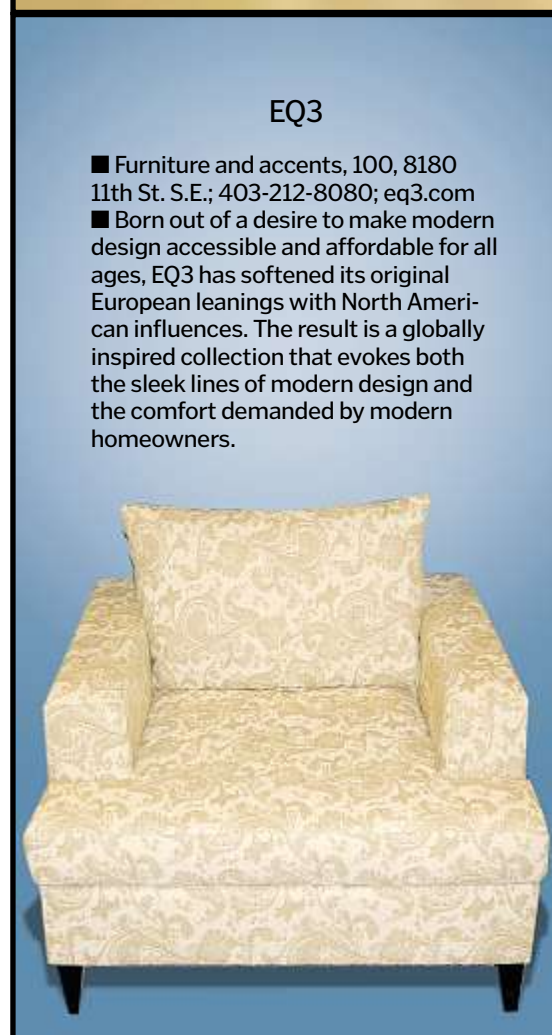 EQ3
■ Furniture and accents, 100, 8180
11th St. S.E.; 403-212-8080; eq3.com
■ Born out of a desire to make modern
design accessible and affordable for all
ages, EQ3 has softened its original
European leanings with North Ameri-
can influences. The result is a globally
inspired collection that evokes both
the sleek lines of modern design and
the comfort demanded by modern
homeowners.